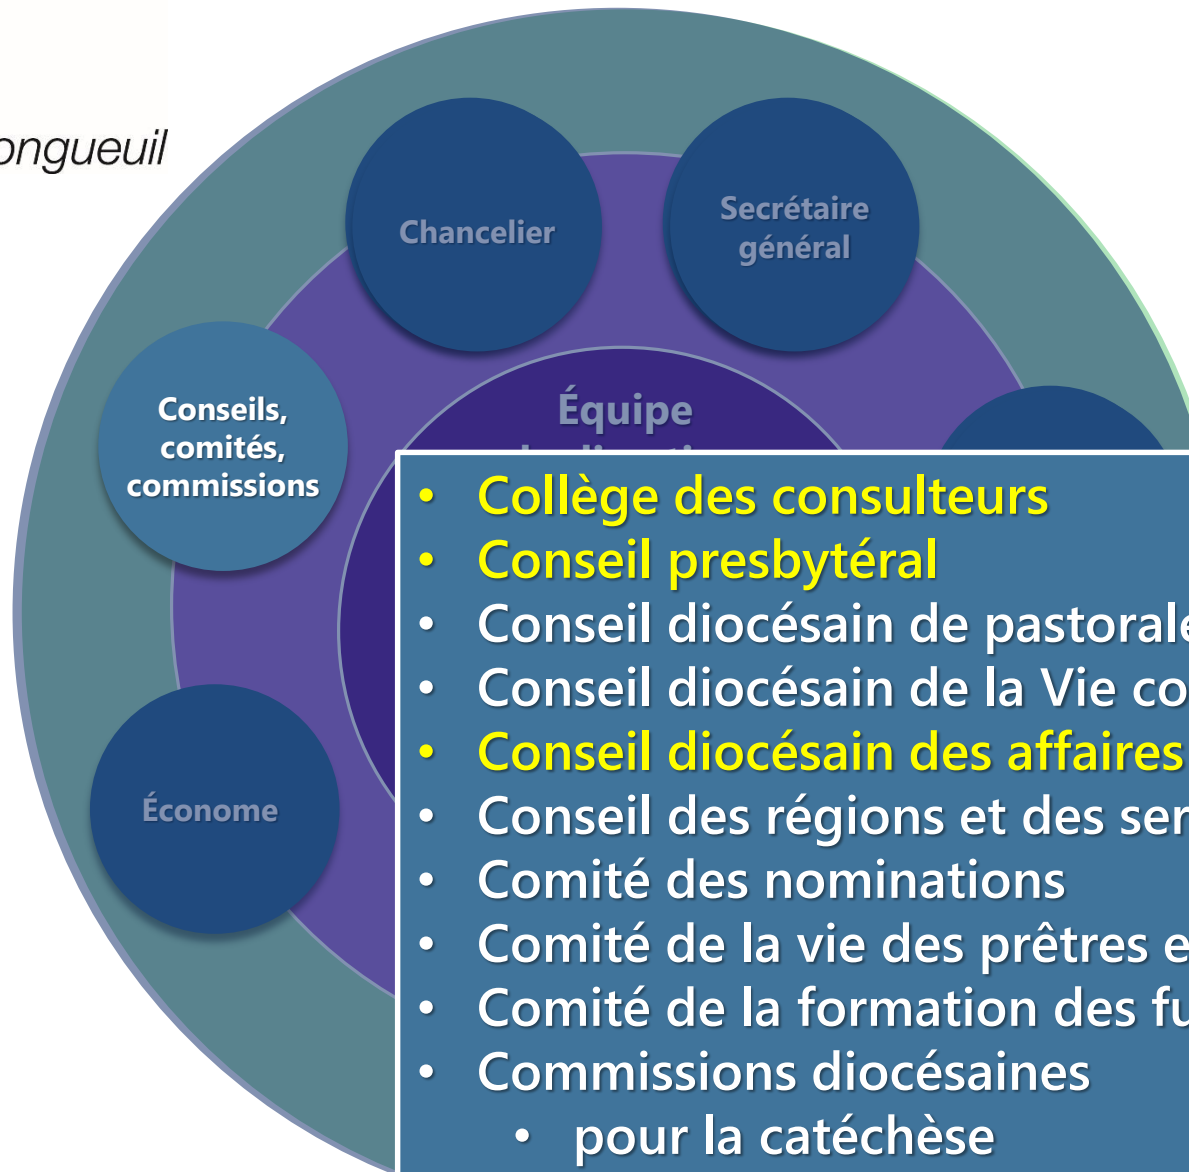 ongueuil
Chancelier
Secrétaire
général
Conseils,
comités,
commissions
Équipe
Économe
• Collège des consulteurs
• Conseil presbytéral
• Conseil diocésain de pastorale
• Conseil diocésain de la Vie co
• Conseil diocésain des affaires
• Conseil des régions et des ser
• Comité des nominations
• Comité de la vie des prêtres e
• Comité de la formation des fu
• Commissions diocésaines
• pour la catéchèse